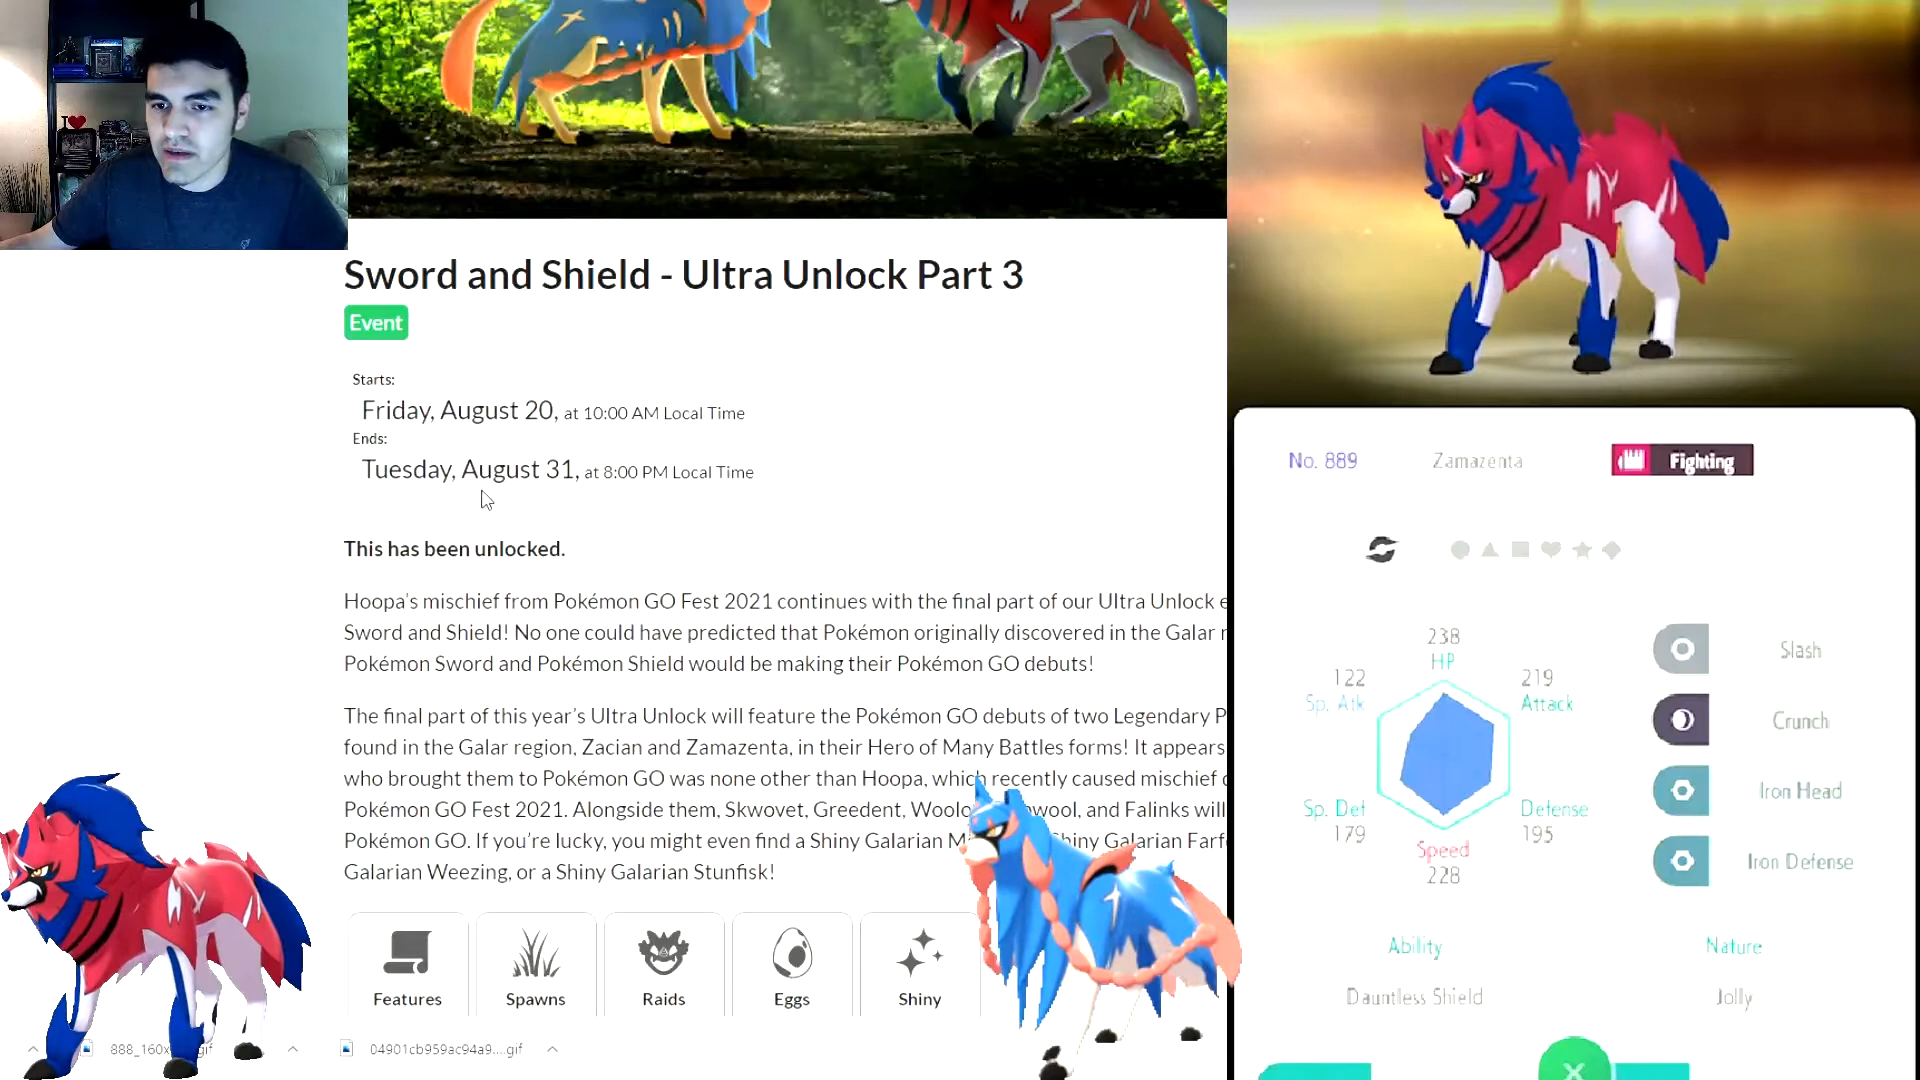 I
Sword and Shield - Ultra Unlock Part 3
Event
Starts:
Friday, August 20, at 10:00 AM Local Time
Ends:
Tuesday, August 31, at 8:00 PM Local Time
This has been unlocked.
Hoopa's mischief from Pokémon GO Fest 2021 continues with the final part of our Ultra Unlock
Sword and Shield! No one could have predicted that Pokémon originally discovered in the Galar
Pokémon Sword and Pokémon Shield would be making their Pokémon GO debuts!
The final part of this year's Ultra Unlock will feature the Pokémon GO debuts of two Legendary P
found in the Galar region, Zacian and Zamazenta, in their Hero of Many Battles forms! It appears
who brought them to Pokémon GO was none other than Hoopa, which recently caused mischief
Pokémon GO Fest 2021. Alongside them, Skwovet, Greedent, Wooloo, wool, and Falinks will
Pokémon GO. If you're lucky, you might even find a Shiny Galarian M Shiny Galarian Farf
Galarian Weezing, or a Shiny Galarian Stunfisk!
Features
Spawns
Raids
Eggs
Shiny
888_160x gif
04901cb959ac94a9....gif
No. 889
Zamazenta
Fighting
238
HP
122
Sp. Atk
219
Attack
Sp. Def
179
Defense
195
Speed
228
Slash
Crunch
Iron Head
Iron Defense
Ability
Nature
Dauntless Shield
Jolly